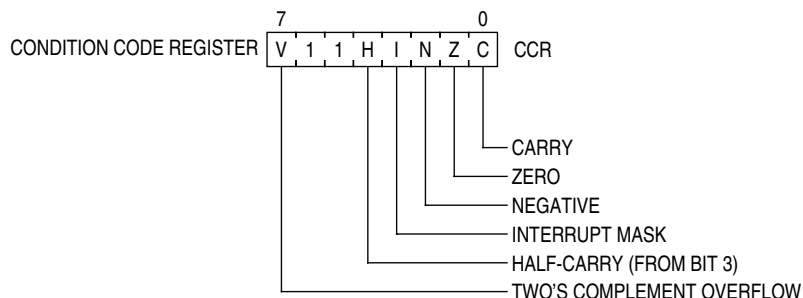 7 0
CONDITION CODE REGISTER V 1 1 H I N Z C CCR
CARRY
ZERO
NEGATIVE
INTERRUPT MASK
HALF-CARRY (FROM BIT 3)
TWO'S COMPLEMENT OVERFLOW